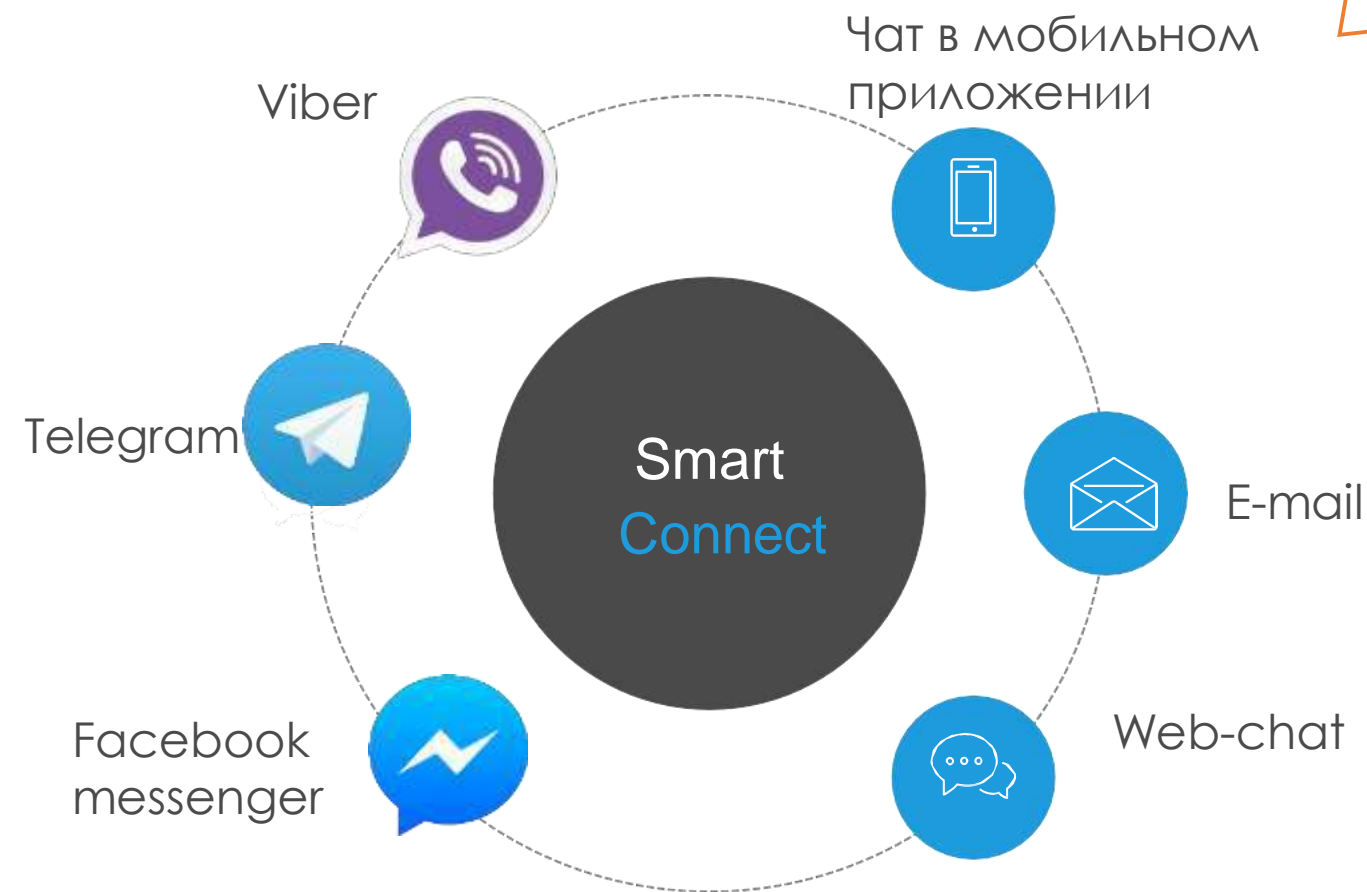 Чат в мобильном
приложении
Viber
Telegram
Smart
Connect
E-mail
Facebook
messenger
Web-chat